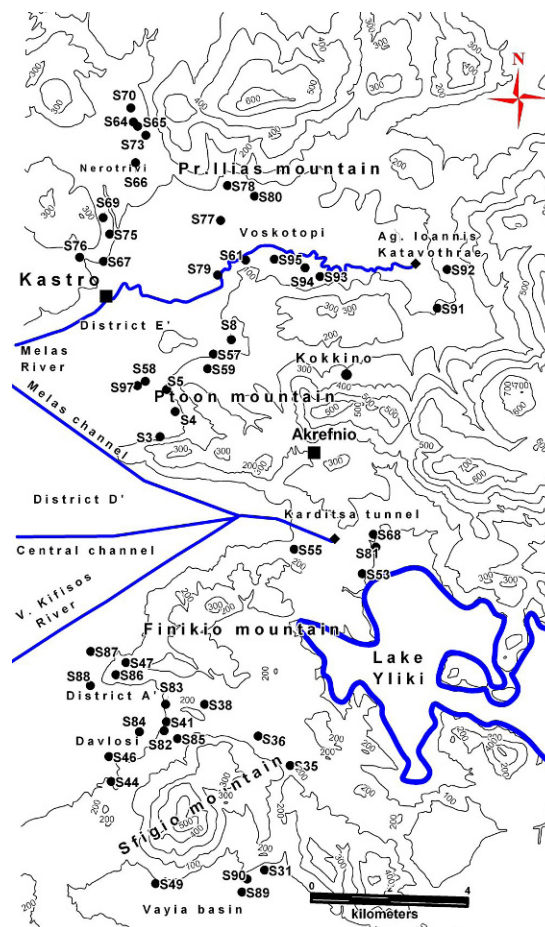 N
S70
S64
S65
S73
Nerotrivi
S66
Pr.Ilias mountain
S78
S80
S69
S77
S75
Voskotopi
Ag. Ioannis
Katavothrae
S76
S67
S61
S95
S92
S79
S94
S93
Kastro
S91
District E'
S8
Melas
River
S57
S59
Kokkino
S58
S97
S5
Ptoon mountain
S4
Melas channel
S3
Akrefnio
District D'
Karditsa tunnel
S68
S81
Central channel
S55
S53
V. Kifisos
River
Finikio mountain
Lake
Yliki
S87
S47
S86
S88
District A'
S83
S38
S84
S41
Davlosi
S82
S85
S36
S46
S35
S44
Sfigio mountain
S31
S90
S49
S89
Vayia basin
0
4
kilometers